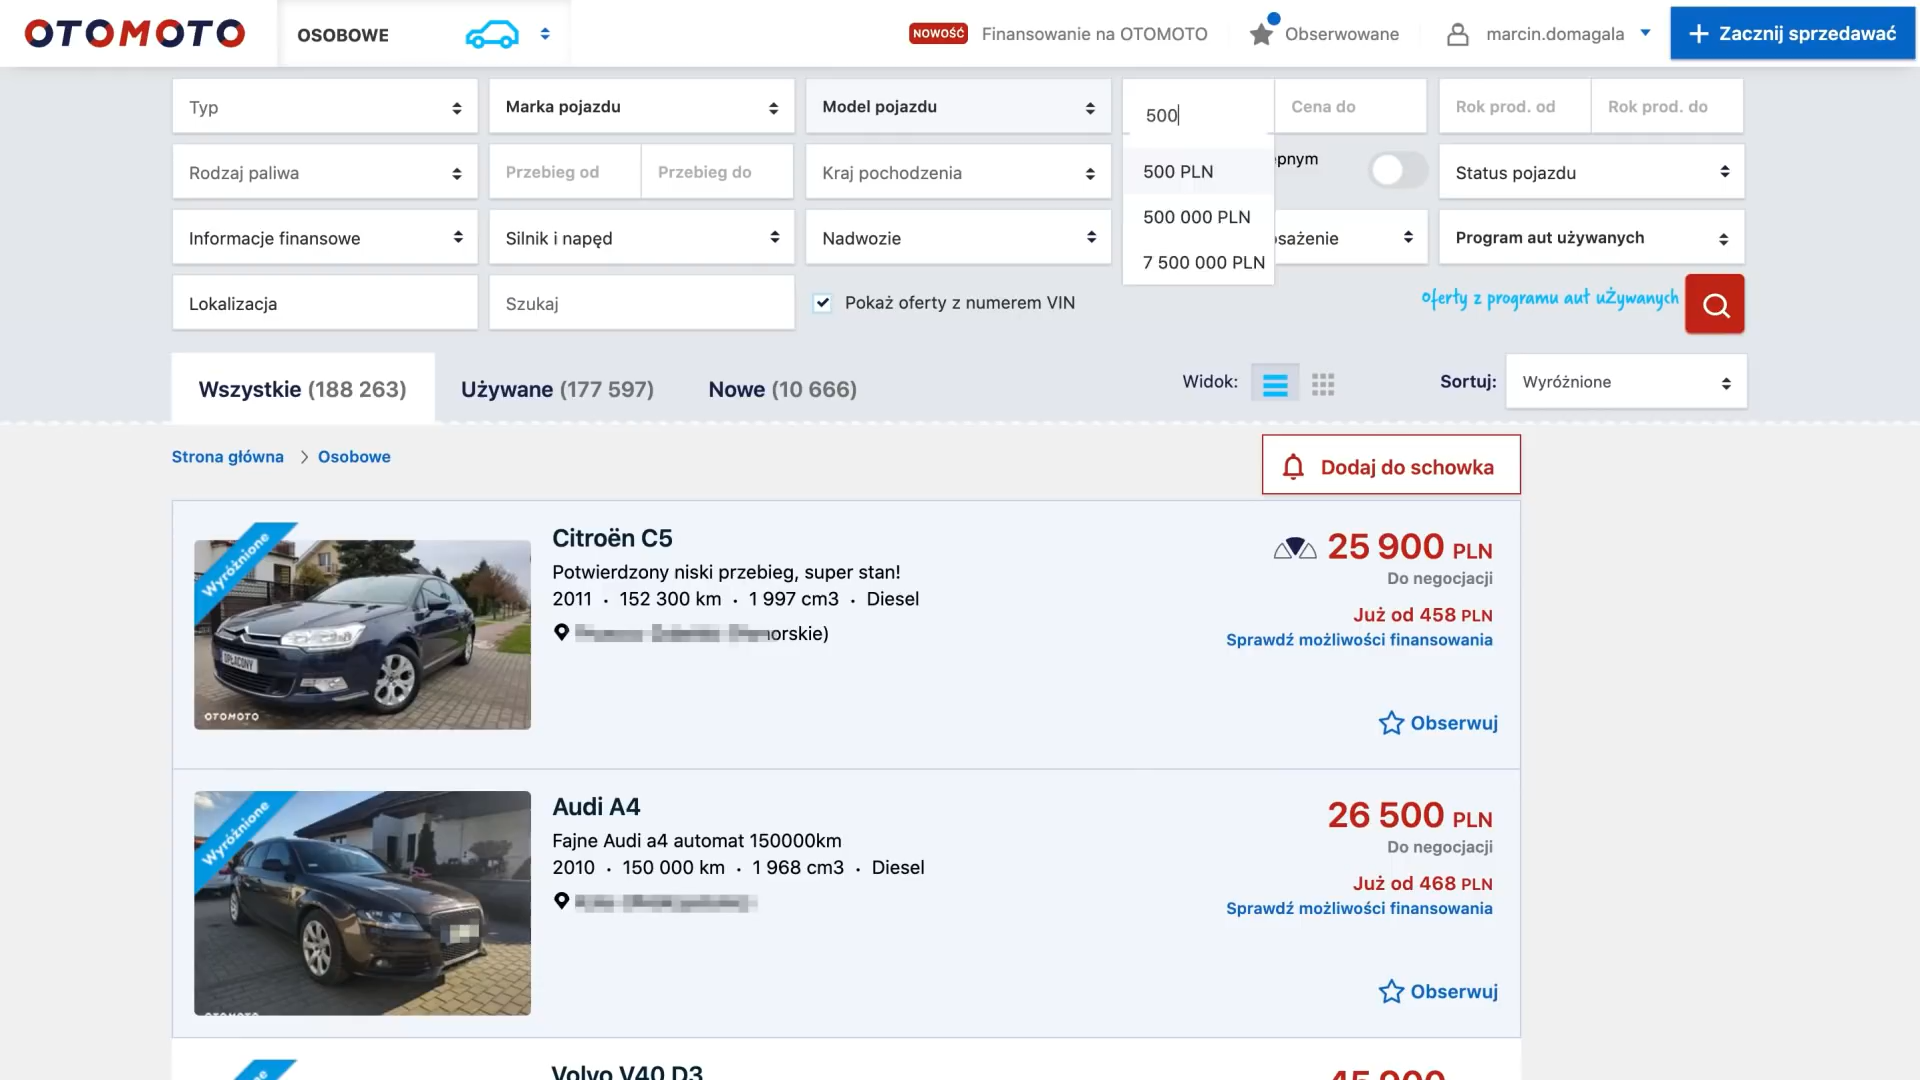 OTOMOTO
OSOBOWE
NOWOŚĆ Finansowanie na OTOMOTO
Obserwowane
marcin.domagala
Zacznij sprzedawać
Typ
Marka pojazdu
Model pojazdu
500
Cena do
Rok prod. od
Rok prod. do
Rodzaj paliwa
Przebieg od
Przebieg do
Kraj pochodzenia
500 PLN
ępnym
Status pojazdu
500 000 PLN
Informacje finansowe
Silnik i napęd
Nadwozie
osażenie
Program aut używanych
7 500 000 PLN
Lokalizacja
Szukaj
Pokaż oferty z numerem VIN
Oferty z programu aut używanych
Wszystkie (188 263)
Używane (177 597)
Nowe (10 666)
Widok:
Sortuj:
Wyróżnione
Strona główna
Osobowe
Dodaj do schowka
Wyróżnione
OPŁACONY
OTOMOTO
Citroën C5
Potwierdzony niski przebieg, super stan!
2011 · 152 300 km · 1 997 cm3 · Diesel
morskie)
25 900 PLN
Do negocjacji
Już od 458 PLN
Sprawdź możliwości finansowania
Obserwuj
Wyróżnione
OTOMOTO
Audi A4
Fajne Audi a4 automat 150000km
2010 · 150 000 km · 1 968 cm3 · Diesel
26 500 PLN
Do negocjacji
Już od 468 PLN
Sprawdź możliwości finansowania
Obserwuj
Volvo V40 D3
45 900